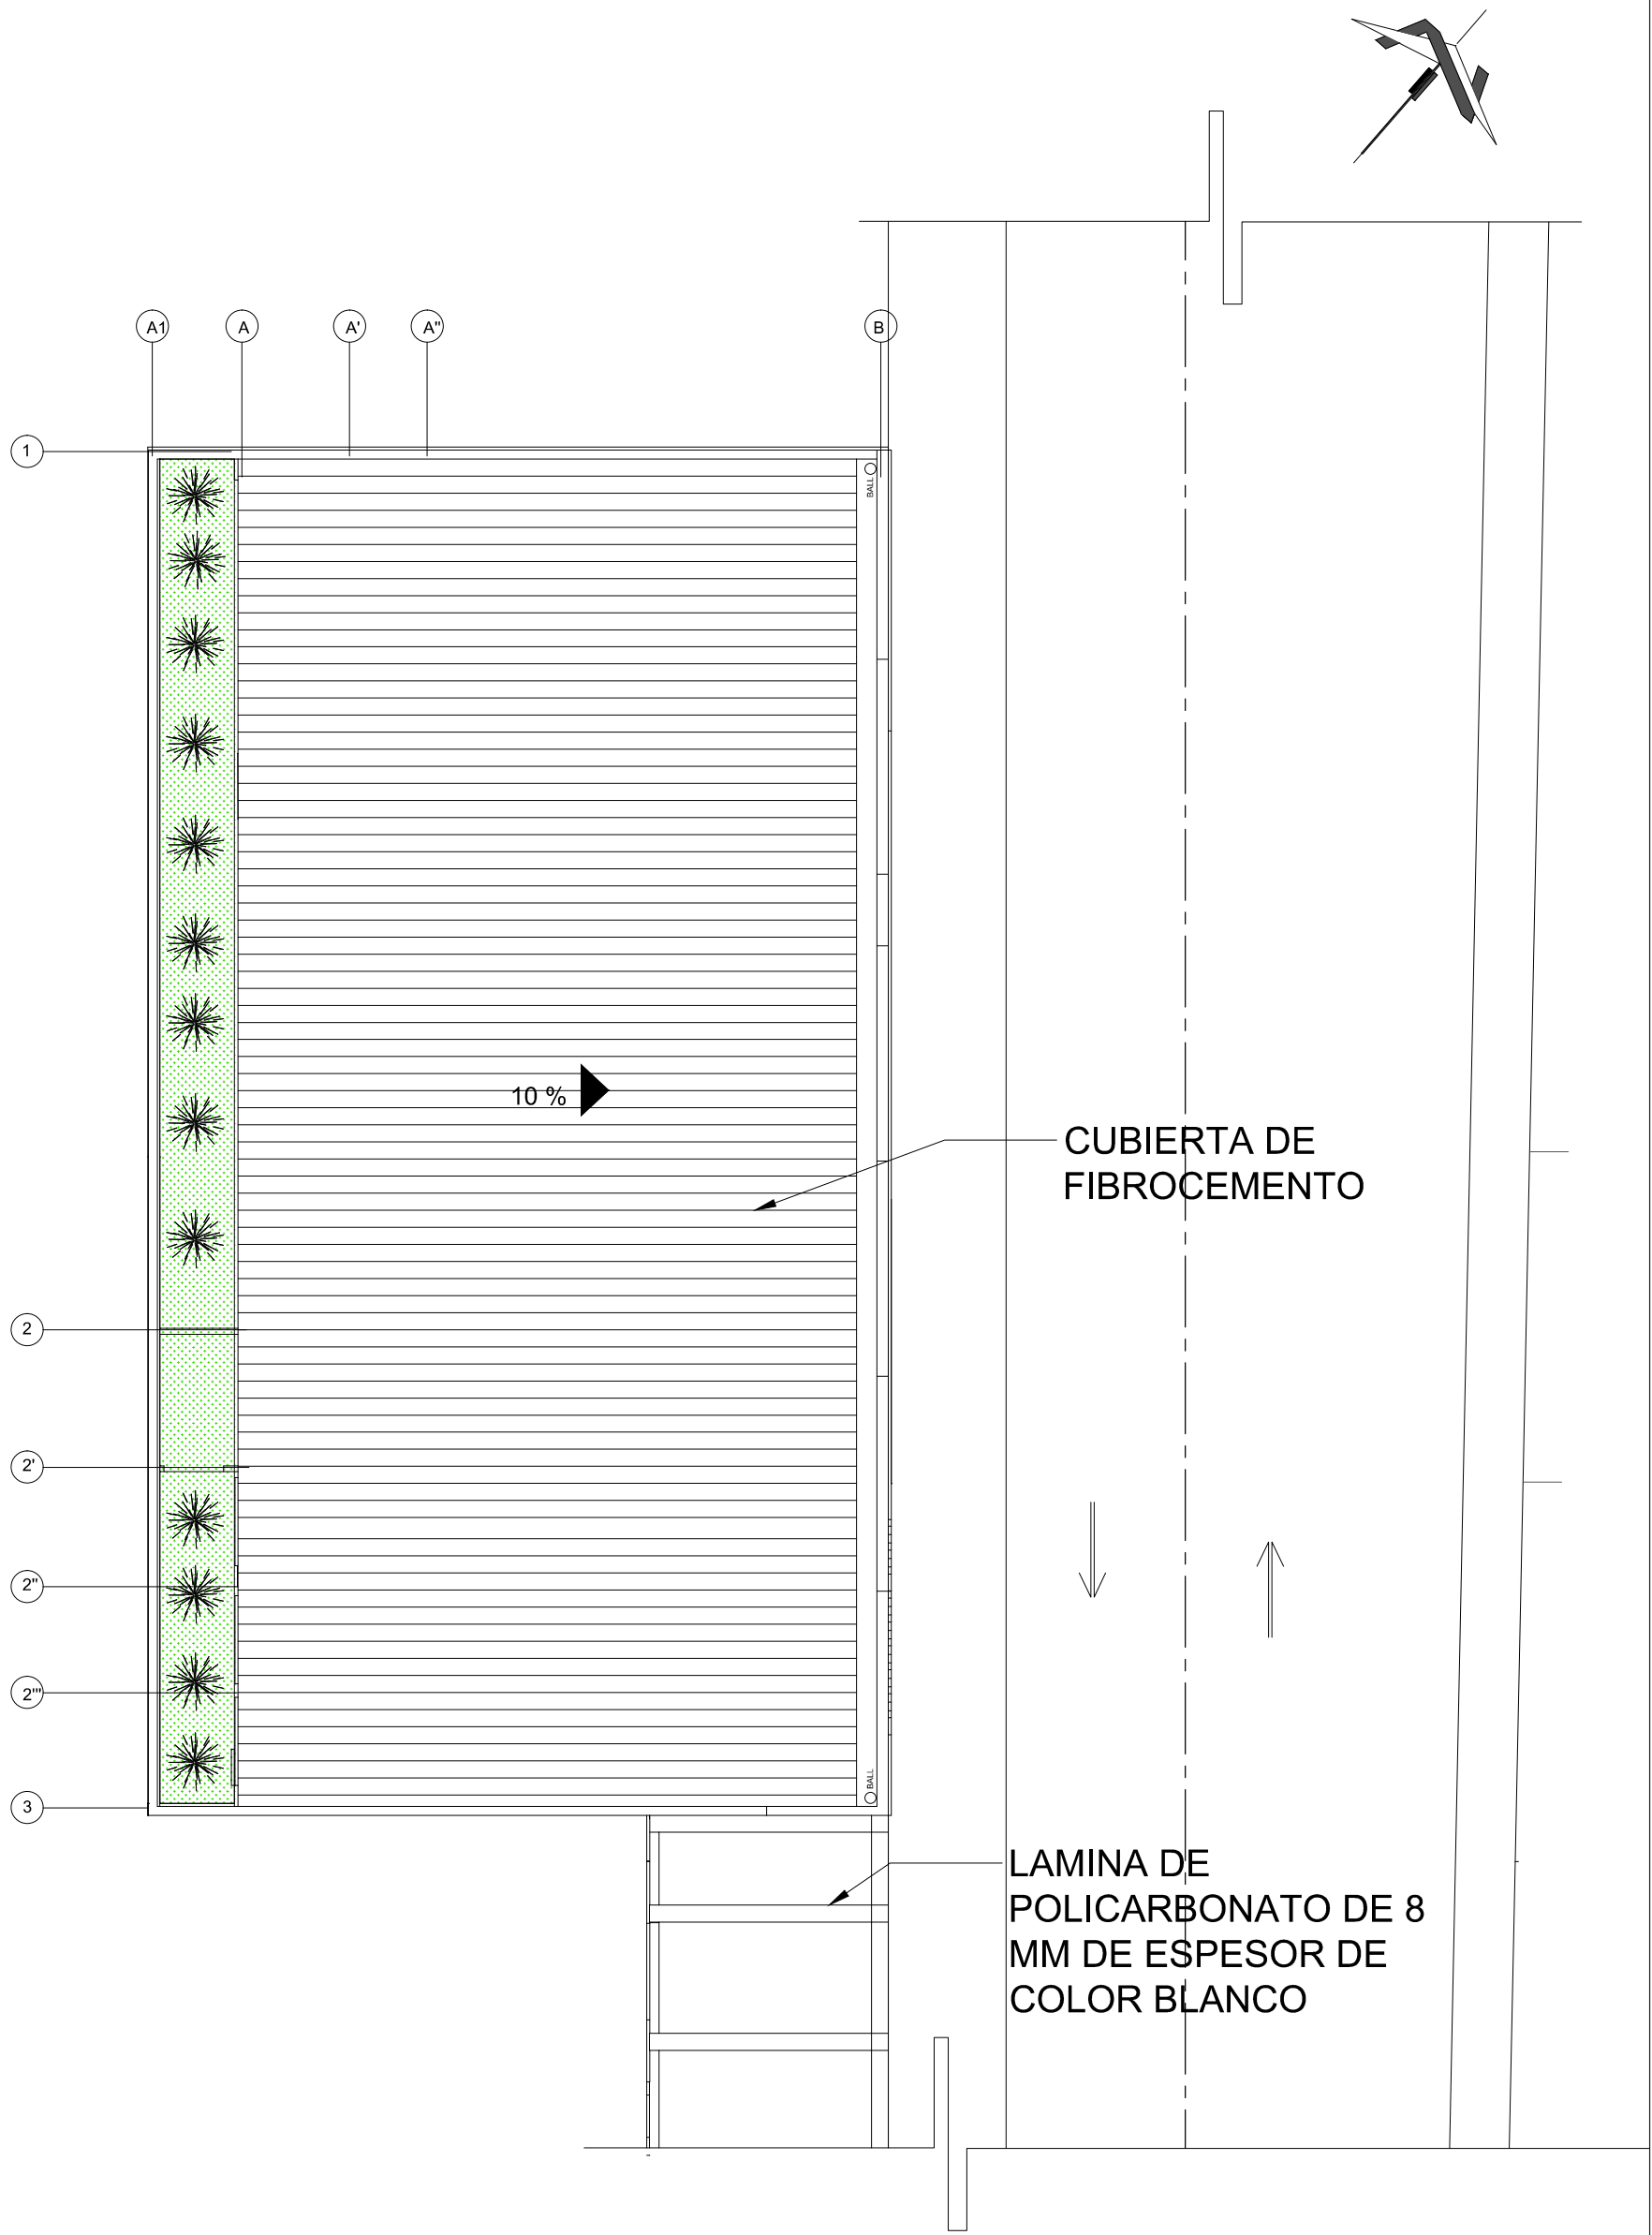 A1
A
A'
A"
B
1
BALL
10 %
CUBIERTA DE
FIBROCEMENTO
2
2'
2"
2'"
BALL
3
LAMINA DE
POLICARBONATO DE 8
MM DE ESPESOR DE
COLOR BLANCO